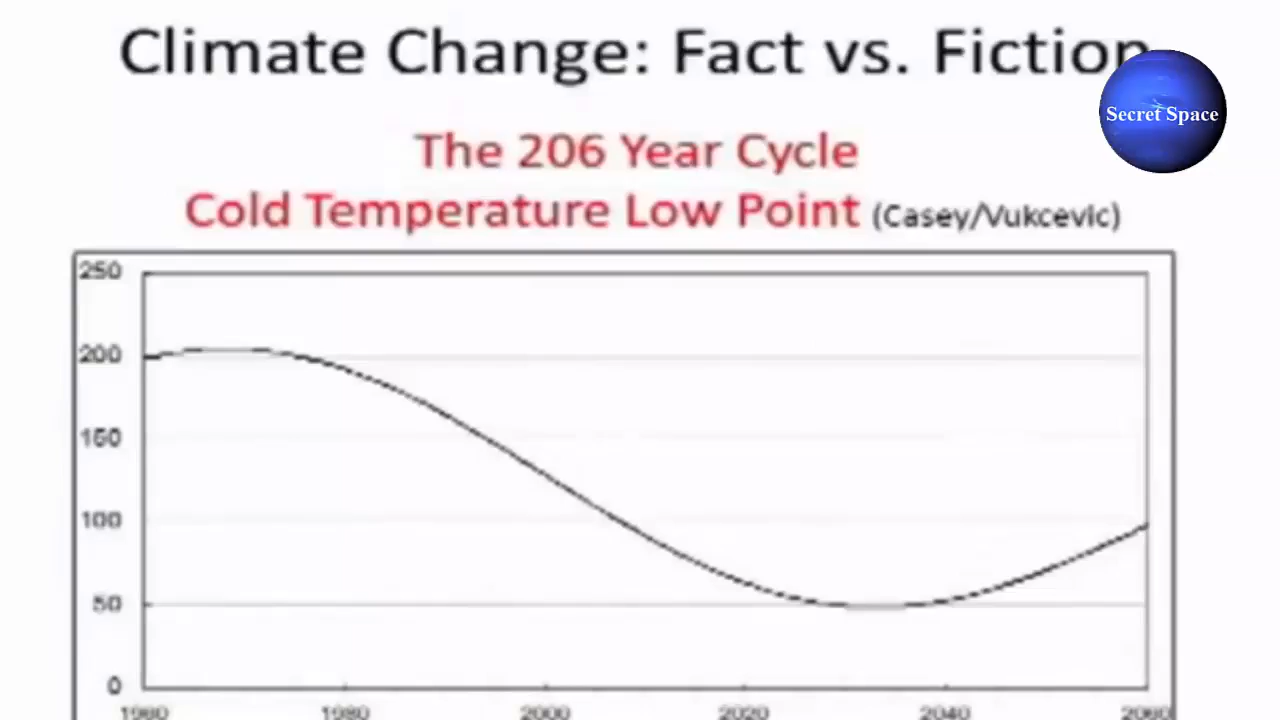 Climate Change: Fact vs. Fiction
Secret Space
The 206 Year Cycle
Cold Temperature Low Point (Casey/Vukcevic)
250
200
150
100
50
0
1960 1980 2000 2020 2040 2060